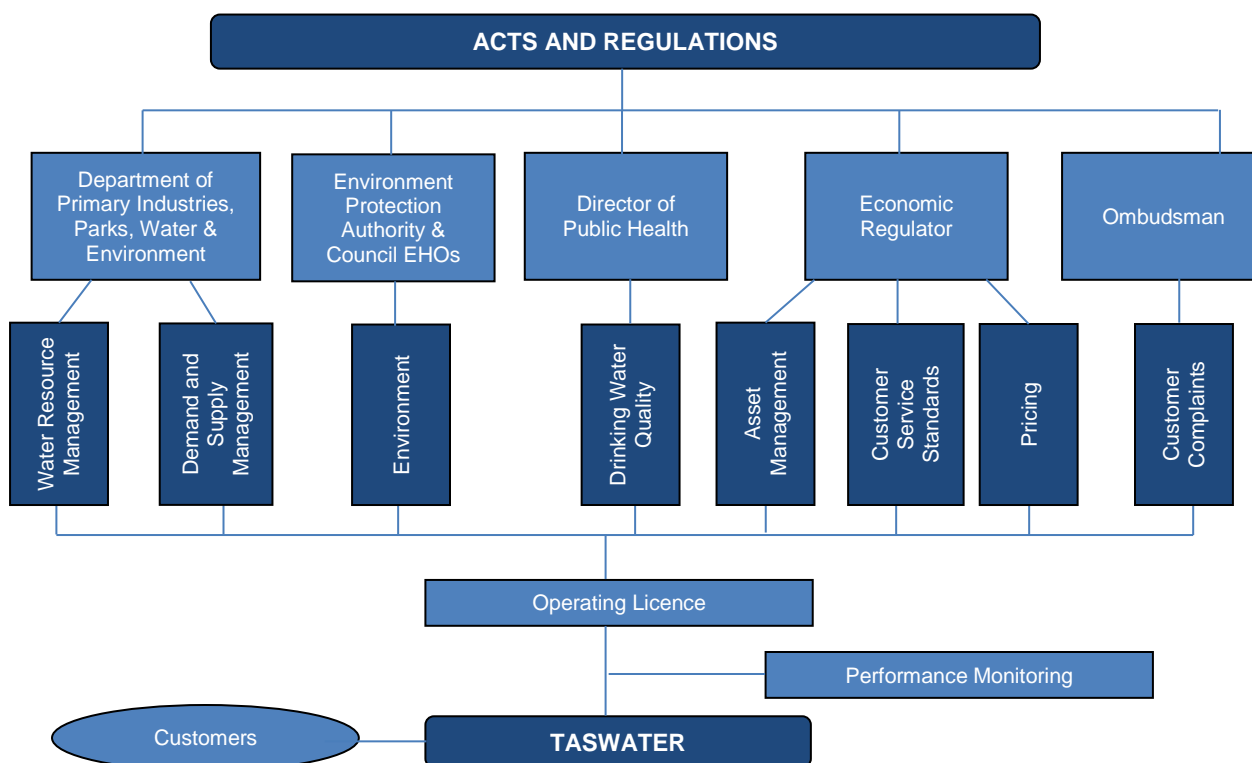 ACTS AND REGULATIONS
Department of
Primary Industries,
Parks, Water &
Environment
Environment
Protection
Authority &
Council EHOs
Director of
Public Health
Economic
Regulator
Ombudsman
Water Resource
Management
Demand and
Supply
Management
Environment
Drinking Water
Quality
Asset
Management
Customer
Service
Standards
Pricing
Customer
Complaints
Operating Licence
Performance Monitoring
Customers
TASWATER